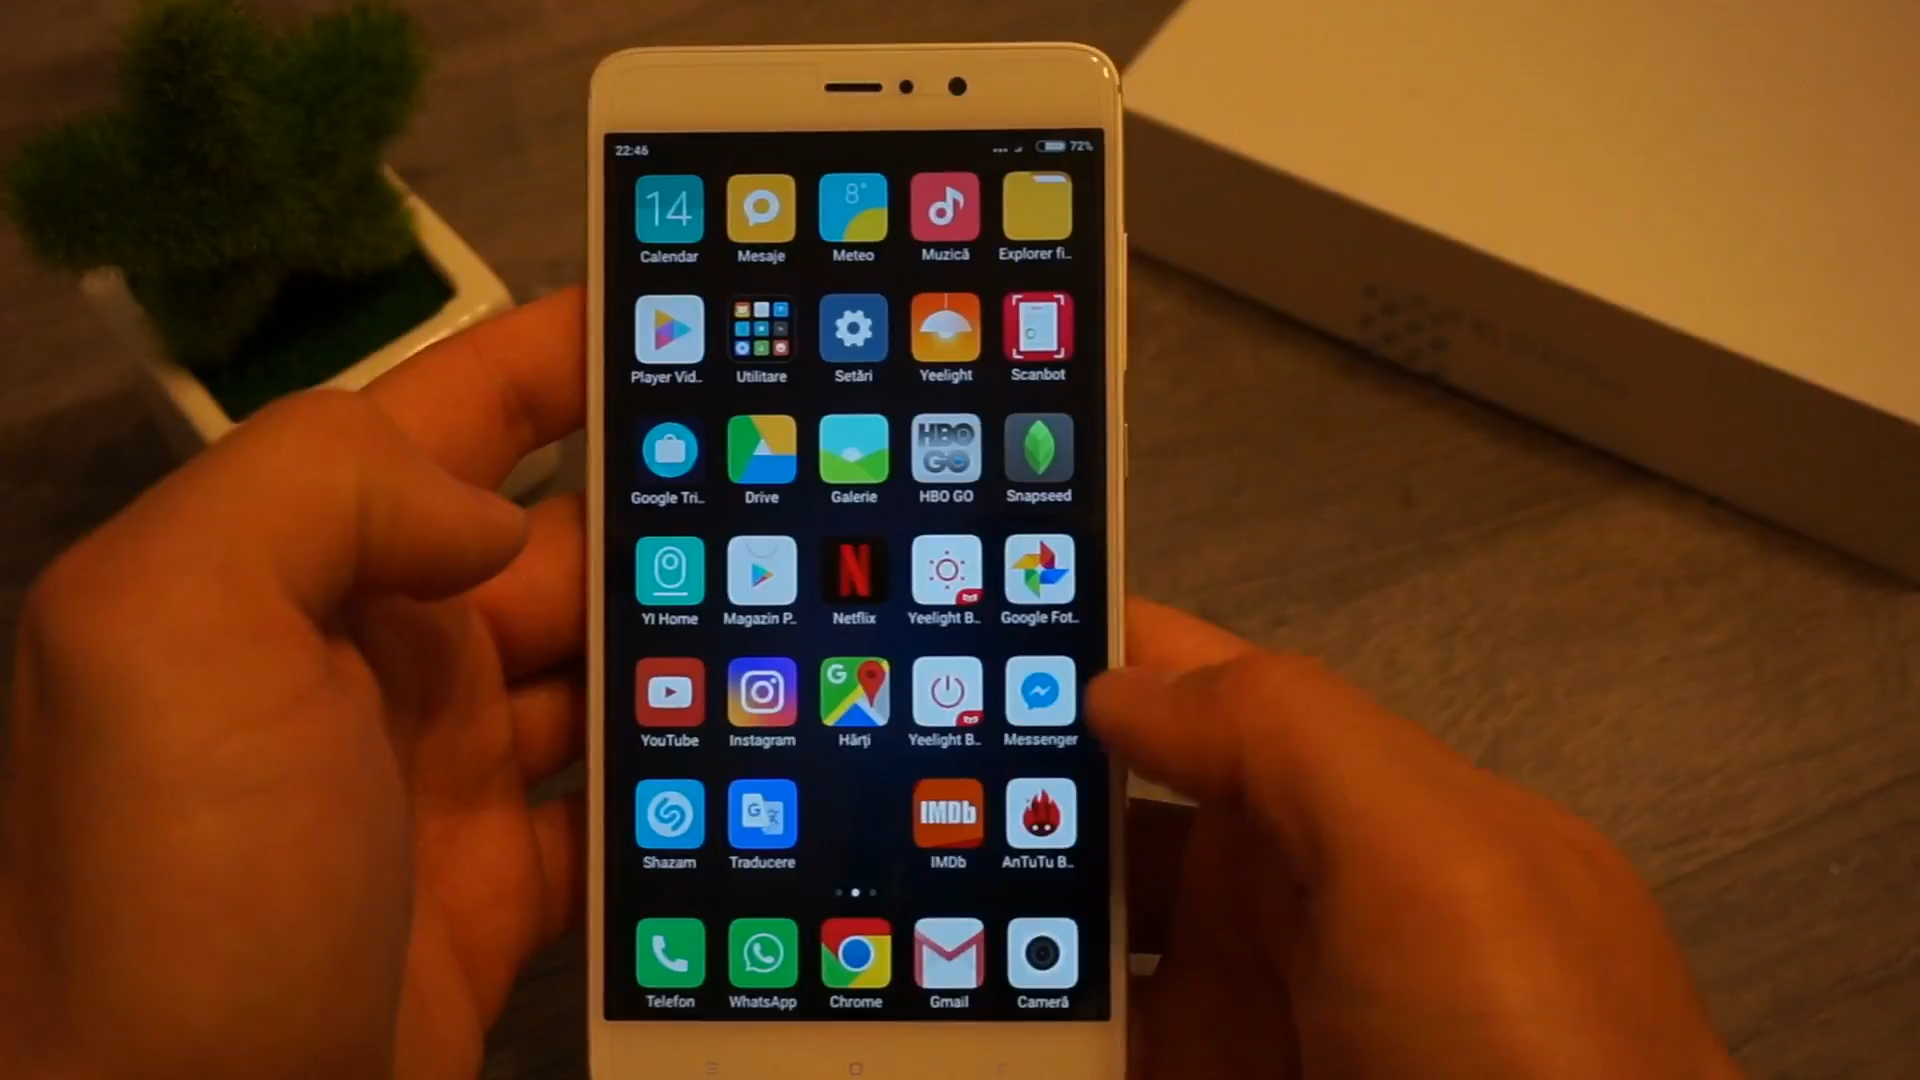 22:46 72%
14 8°
Calendar Mesaje Meteo Muzică Explorer fi..
Player Vid.. Utilitare Setări Yeelight Scanbot
HBO
GO
Google Tri.. Drive Galerie HBO GO Snapseed
N
YI Home Magazin P.. Netflix Yeelight B.. Google Fot..
G
YouTube Instagram Hărți Yeelight B.. Messenger
G IMDb
Shazam Traducere IMDb AnTuTu B..
Telefon WhatsApp Chrome Gmail Cameră